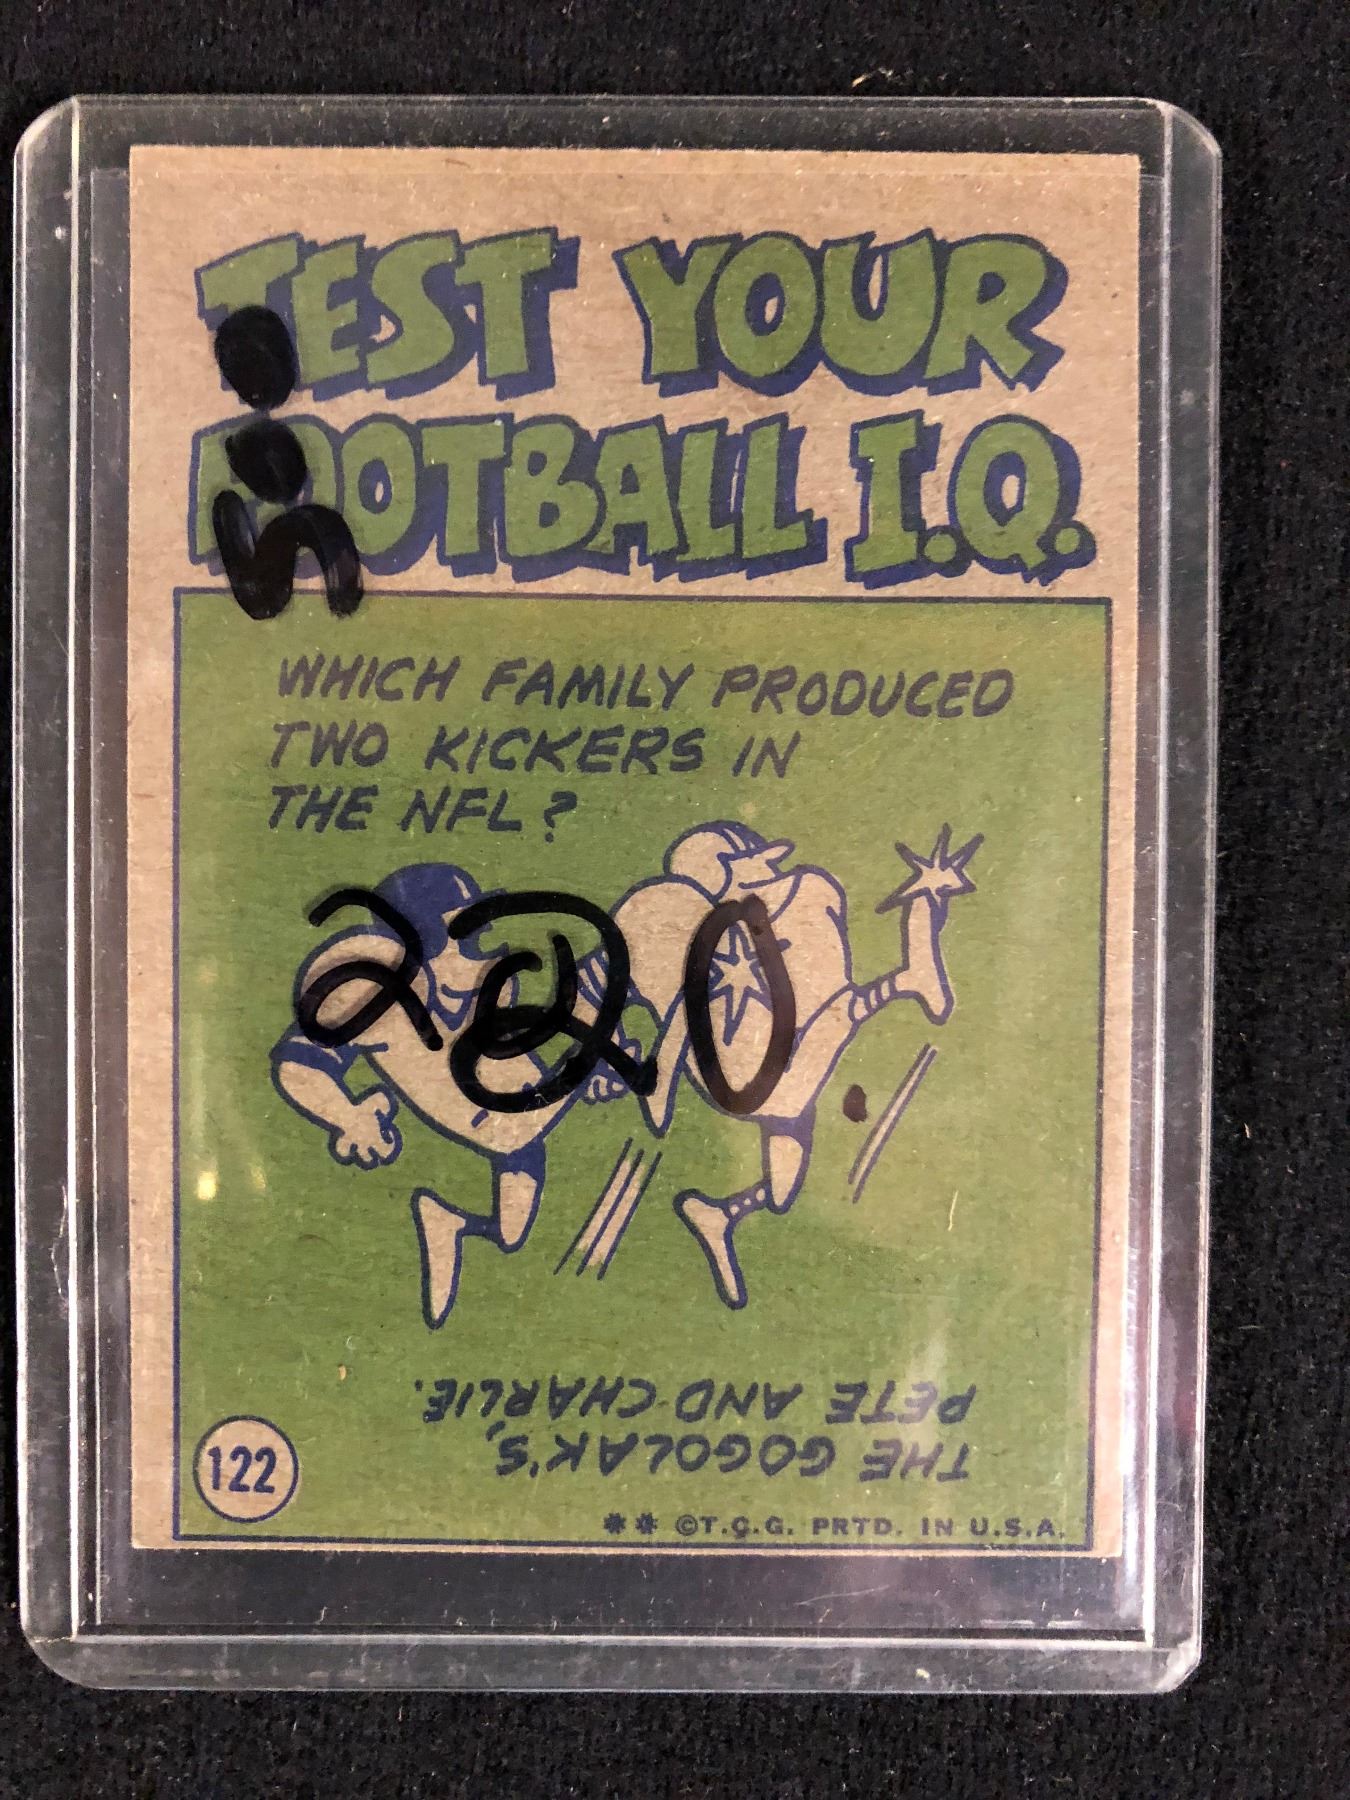 TEST YOUR
FOOTBALL I.Q.
WHICH FAMILY PRODUCED
TWO KICKERS IN
THE NFL?
220
THE GOGOLAK'S,
PETE AND CHARLIE.
122
** ©T.C.G. PRTD. IN U.S.A.